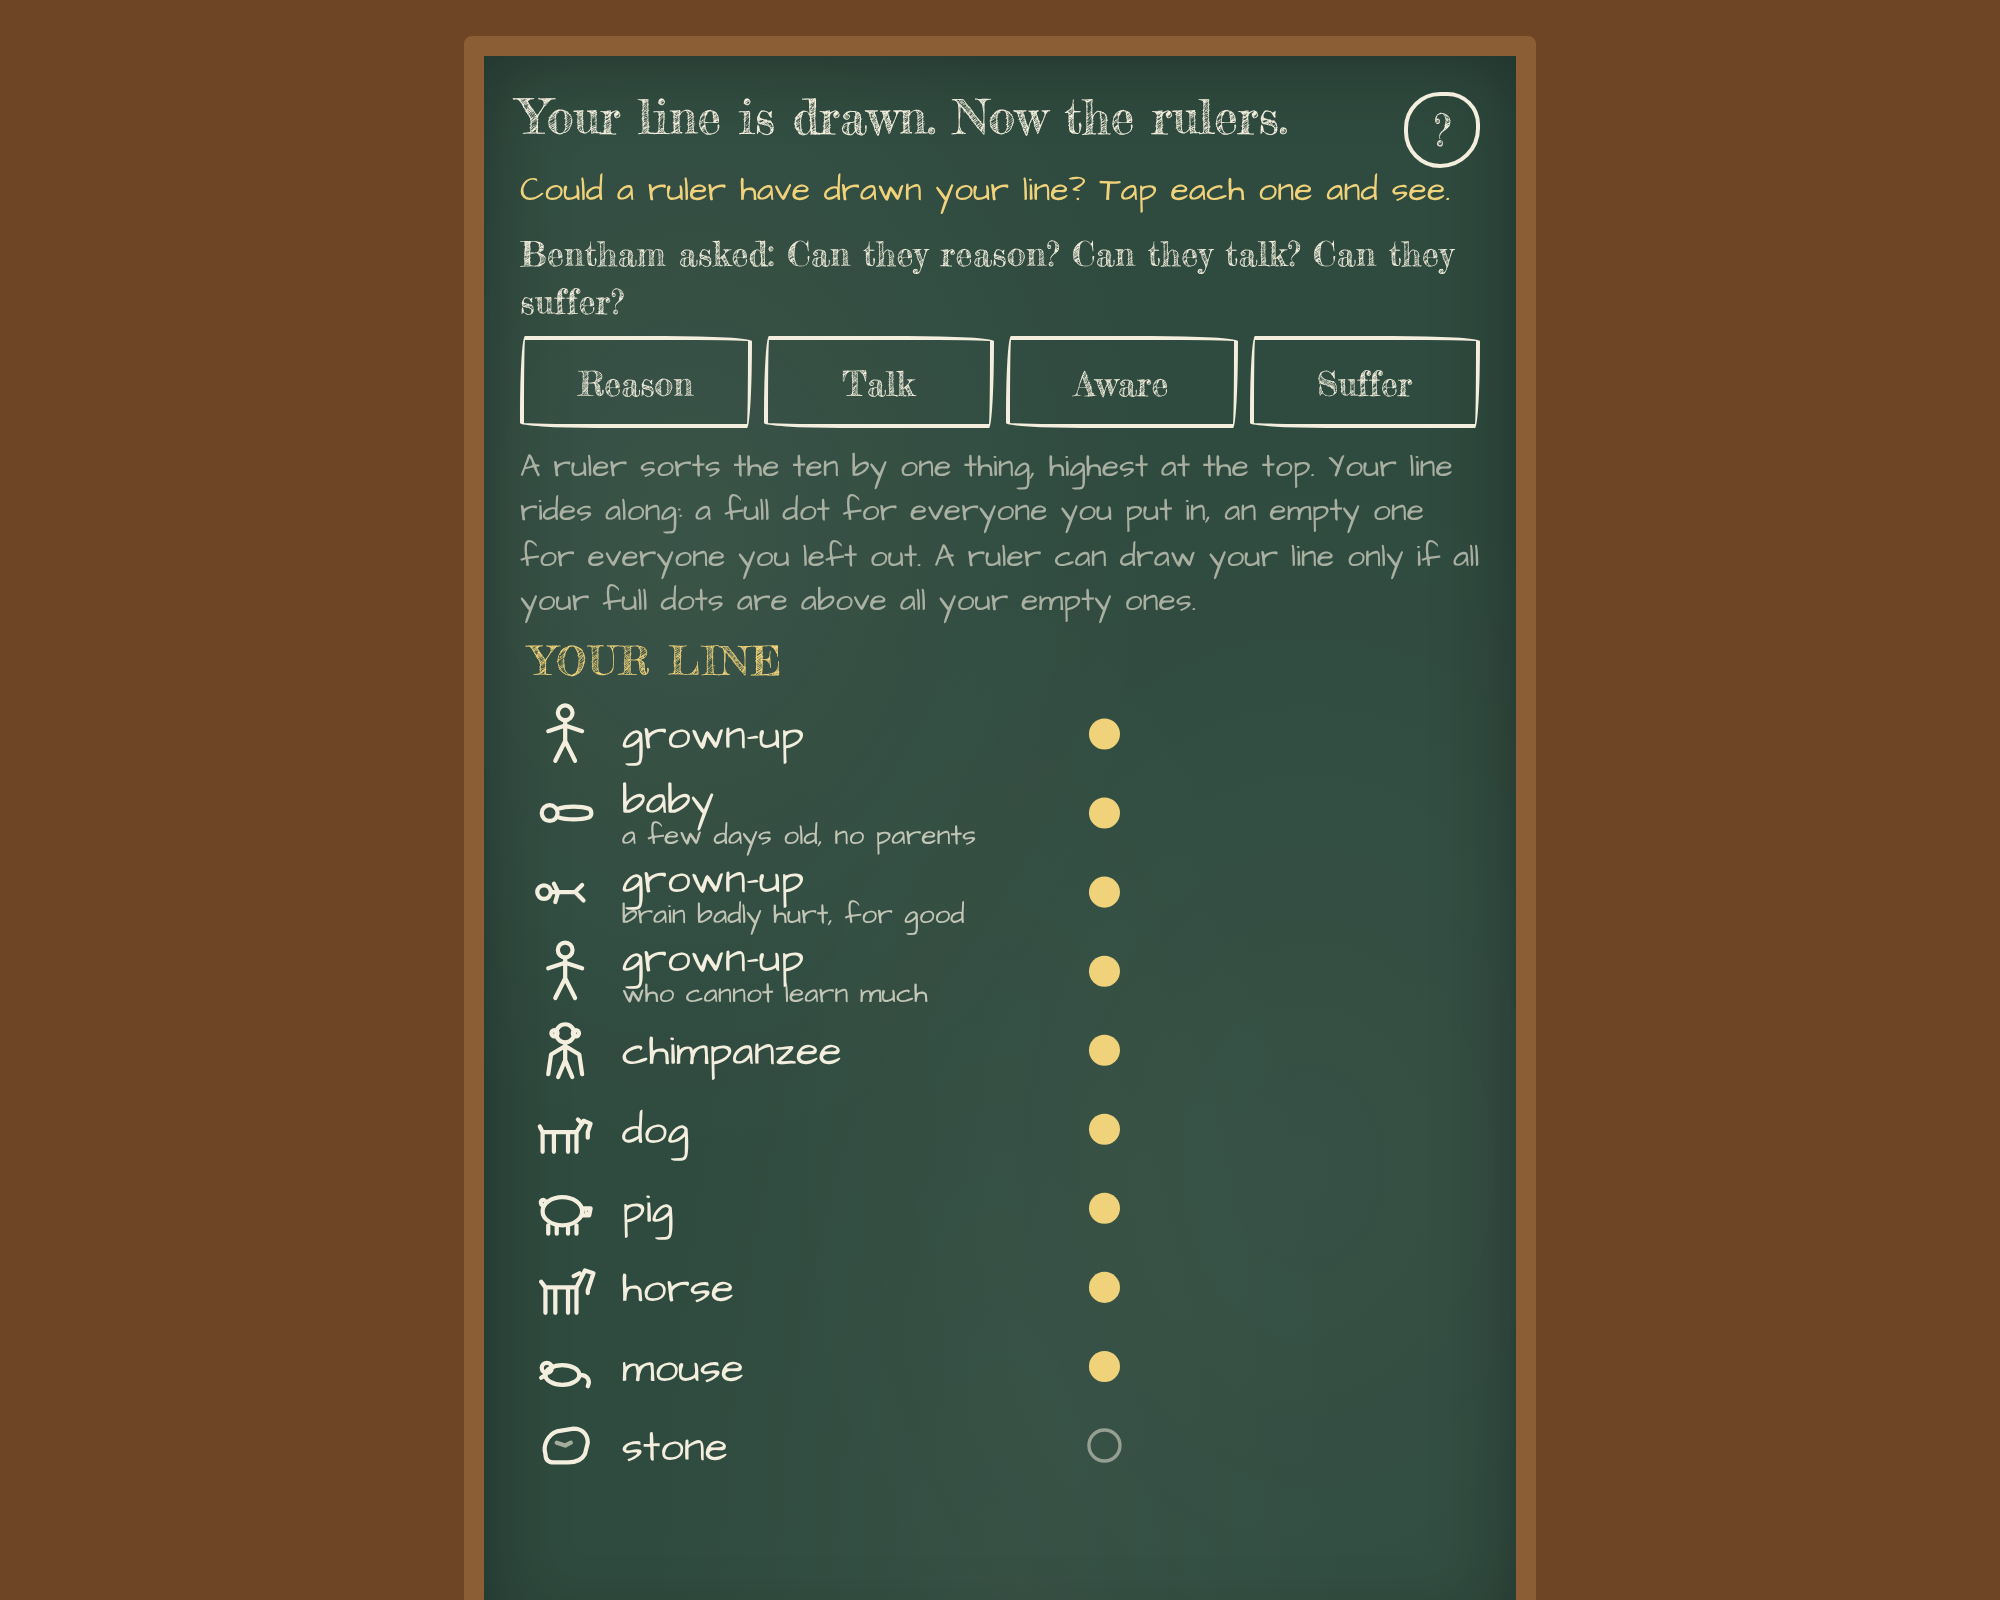 Your line is drawn. Now the rulers.
?
Could a ruler have drawn your line? Tap each one and see.
Bentham asked: Can they reason? Can they talk? Can they
suffer?
Reason
Talk
Aware
Suffer
A ruler sorts the ten by one thing, highest at the top. Your line
rides along: a full dot for everyone you put in, an empty one
for everyone you left out. A ruler can draw your line only if all
your full dots are above all your empty ones.
YOUR LINE
grown-up
baby
a few days old, no parents
grown-up
brain badly hurt, for good
grown-up
who cannot learn much
chimpanzee
dog
pig
horse
mouse
stone